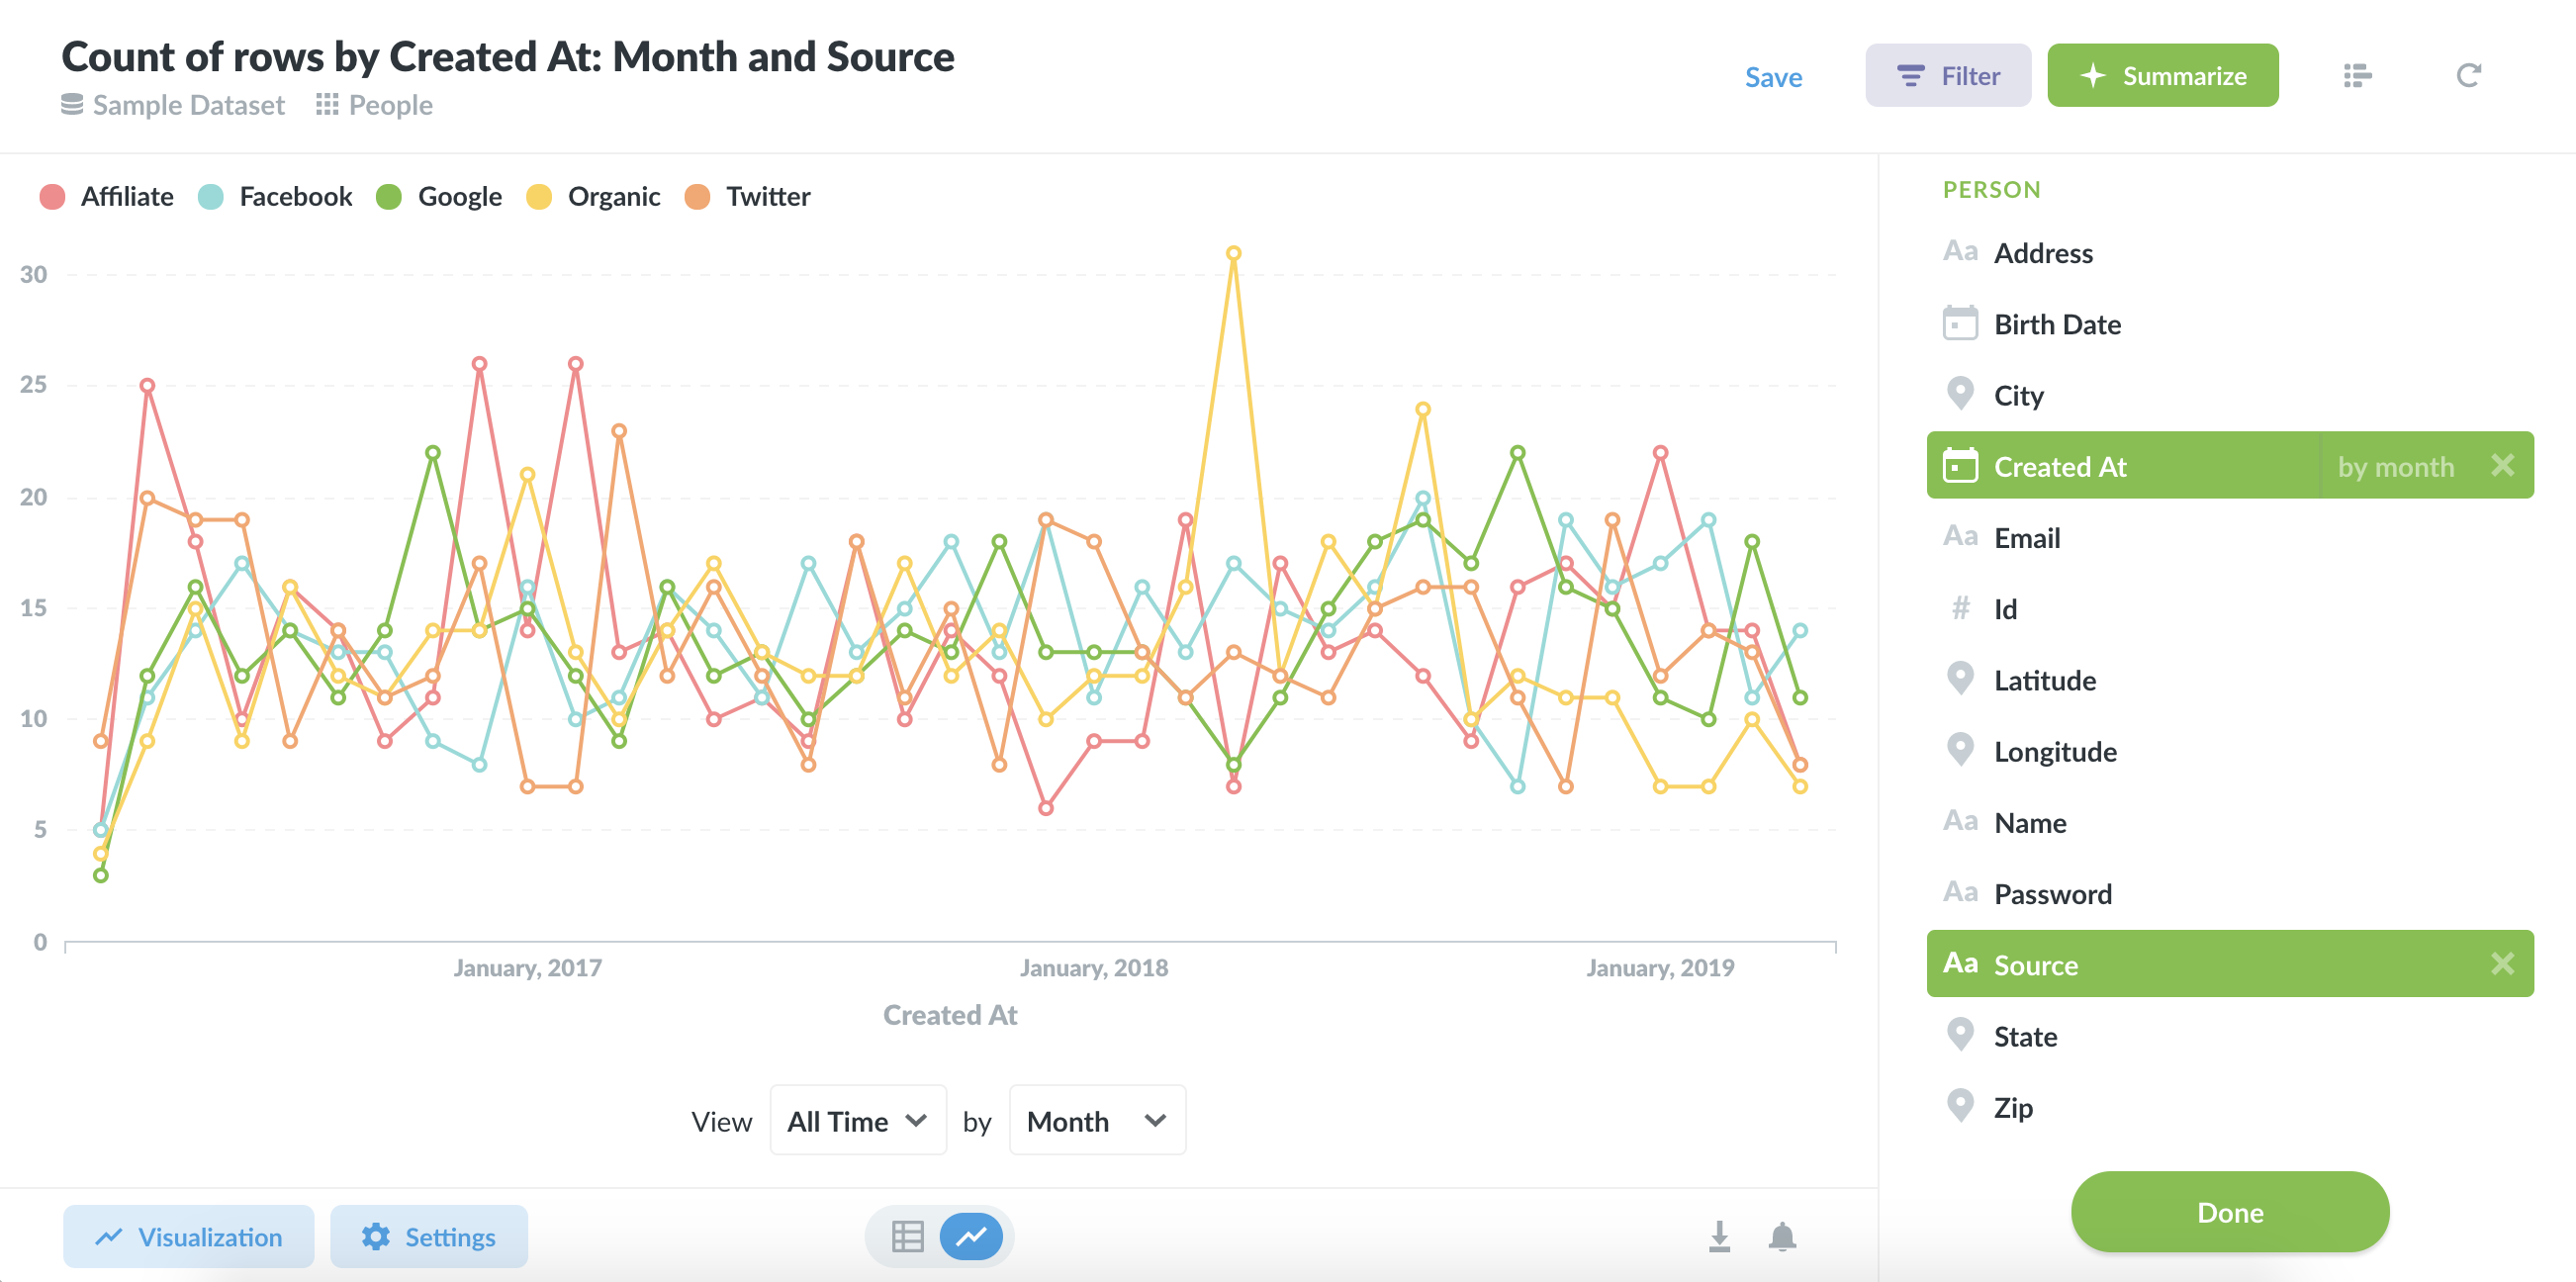 Count of rows by Created At: Month and Source
Sample Dataset People
Save Filter Summarize
Affiliate Facebook Google Organic Twitter
30
25
20
15
10
5
0
January, 2017 January, 2018 January, 2019
Created At
View All Time by Month
Visualization Settings
PERSON
Aa Address
Birth Date
City
Created At by month
Aa Email
# Id
Latitude
Longitude
Aa Name
Aa Password
Aa Source
State
Zip
Done